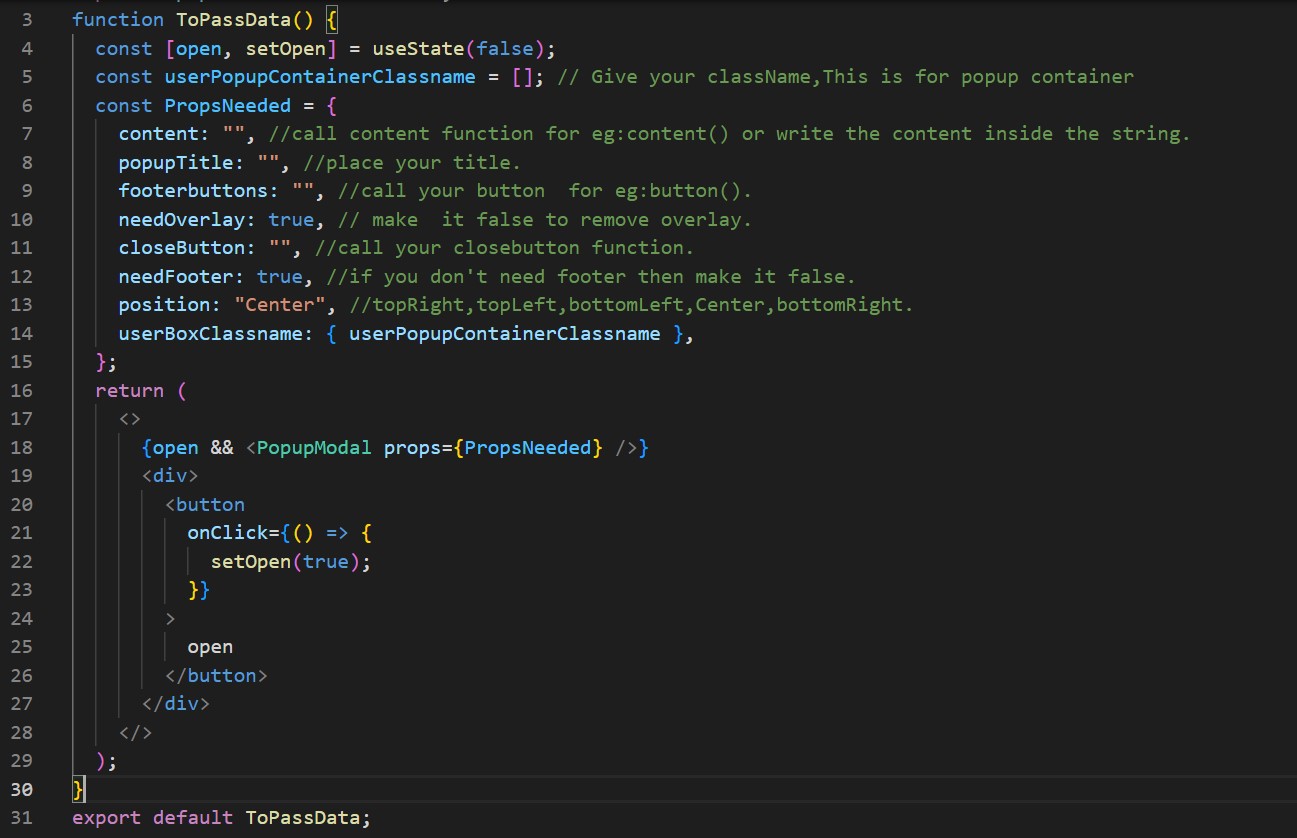 3 function ToPassData() {
4 const [open, setOpen] = useState(false);
5 const userPopupContainerClassname = []; // Give your className,This is for popup container
6 const PropsNeeded = {
7 content: "", //call content function for eg:content() or write the content inside the string.
8 popupTitle: "", //place your title.
9 footerbuttons: "", //call your button  for eg:button().
10 needOverlay: true, // make  it false to remove overlay.
11 closeButton: "", //call your closebutton function.
12 needFooter: true, //if you don't need footer then make it false.
13 position: "Center", //topRight,topLeft,bottomLeft,Center,bottomRight.
14 userBoxClassname: { userPopupContainerClassname },
15 };
16 return (
17 <>
18 {open && <PopupModal props={PropsNeeded} />}
19 <div>
20 <button
21 onClick={() => {
22 setOpen(true);
23 }}
24 >
25 open
26 </button>
27 </div>
28 </>
29 );
30 }
31 export default ToPassData;